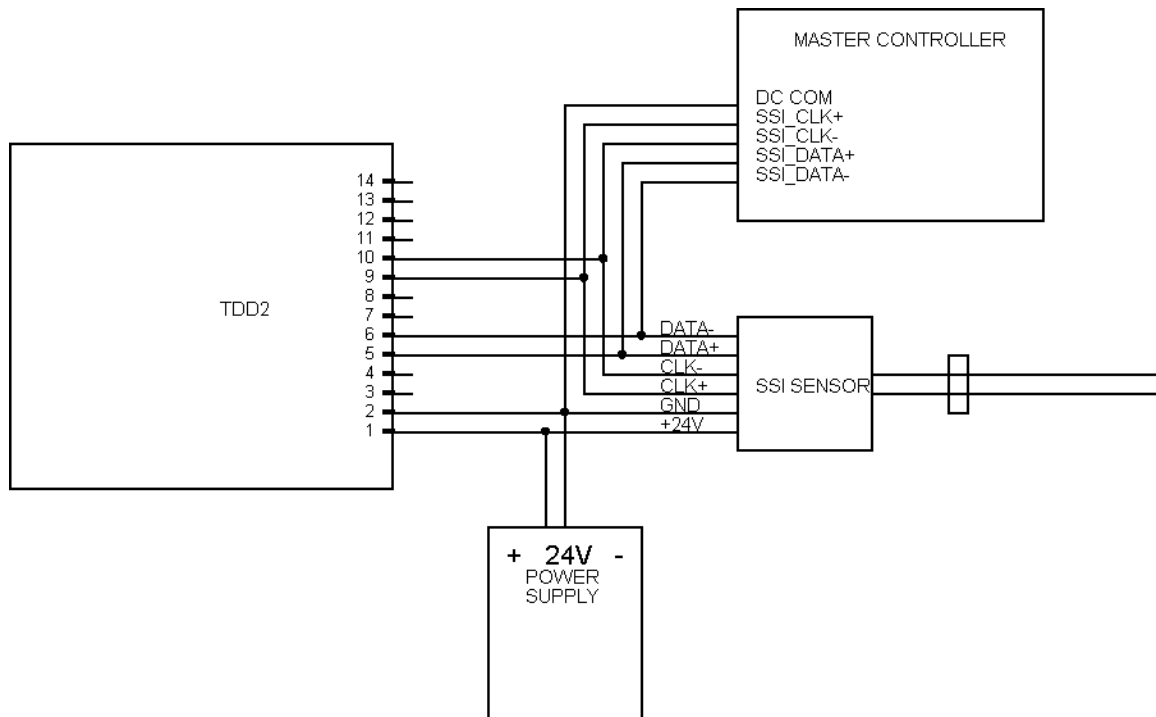 MASTER CONTROLLER
DC COM
SSI_CLK+
SSI_CLK-
SSI_DATA+
SSI_DATA-
14
13
12
11
10
9
8
7
6
5
4
3
2
1
TDD2
DATA-
DATA+
CLK-
CLK+
GND
+24V
SSI SENSOR
+ 24V -
POWER
SUPPLY